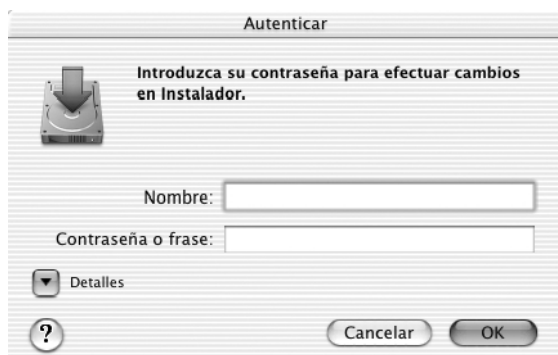 Autenticar
Introduzca su contraseña para efectuar cambios
en Instalador.
Nombre:
Contraseña o frase:
Detalles
?
Cancelar
OK